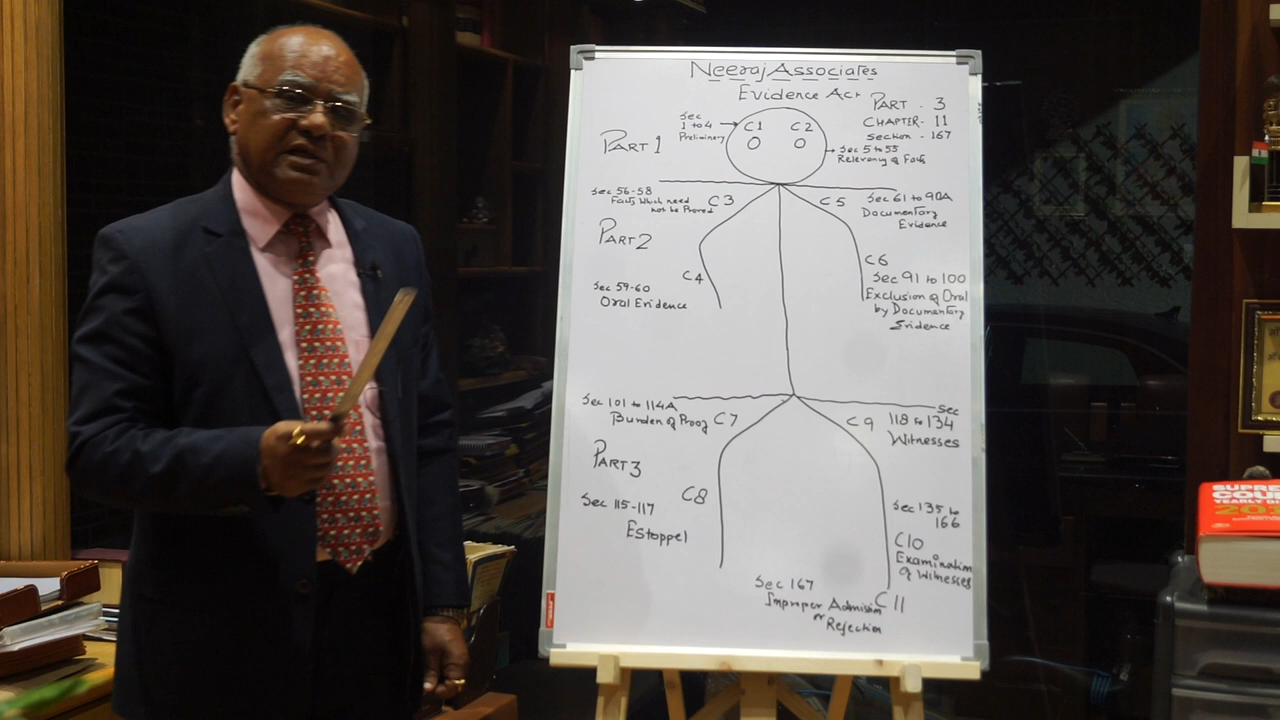 Neeraj Associates
Evidence Act
PART - 3
CHAPTER - 11
Section - 167
Sec
1 to 4
Preliminary
C1 C2
O O
Sec 5 to 55
Relevancy of Facts
PART 1
Sec 56-58
Facts Which need
not be Proved
C3
C5
Sec 61 to 90A
Documentary
Evidence
PART 2
C4
Sec 59-60
Oral Evidence
C6
Sec 91 to 100
Exclusion of Oral
by Documentary
Evidence
Sec 101 to 114A
Burden of Proof C7
C9
Sec
118 to 134
Witnesses
PART 3
C8
Sec 115-117
Estoppel
Sec 135 to
166
C10
Examination
of Witnesses
Sec 167
Improper Admission
or
Rejection
C11
SUPRE
COU
YEARLY DI